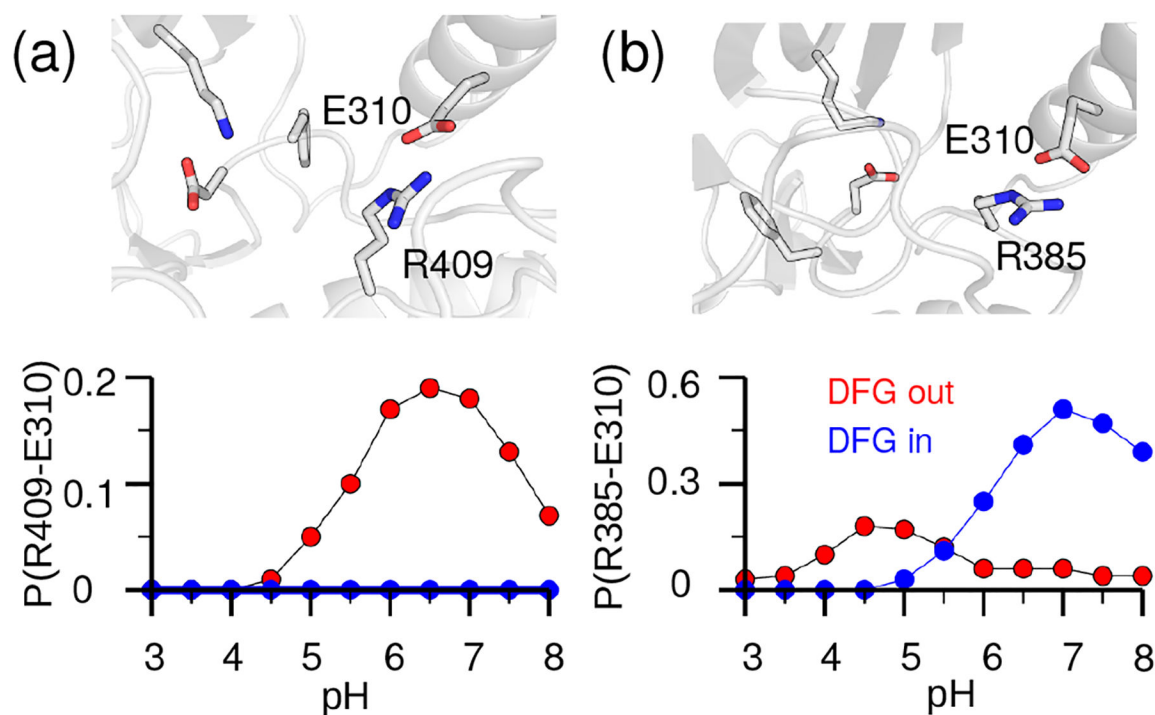 (a)
E310
R409
(b)
E310
R385
P(R409-E310)
0.2
0.1
0
3 4 5 6 7 8
pH
P(R385-E310)
0.6
0.3
0
DFG out
DFG in
3 4 5 6 7 8
pH